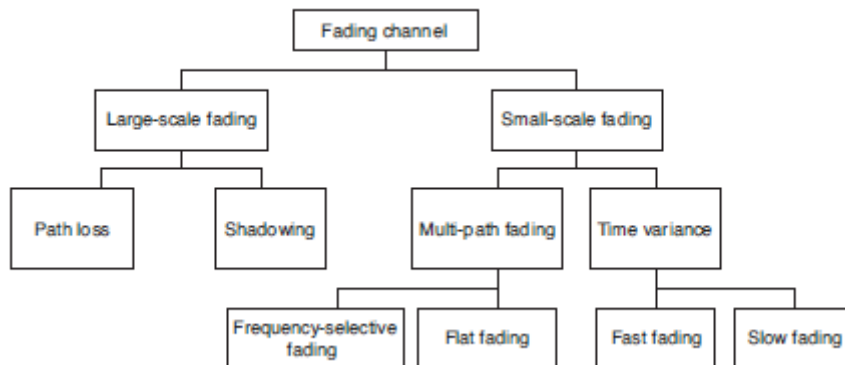 Fading channel
Large-scale fading
Small-scale fading
Path loss
Shadowing
Multi-path fading
Time variance
Frequency-selective
fading
Flat fading
Fast fading
Slow fading